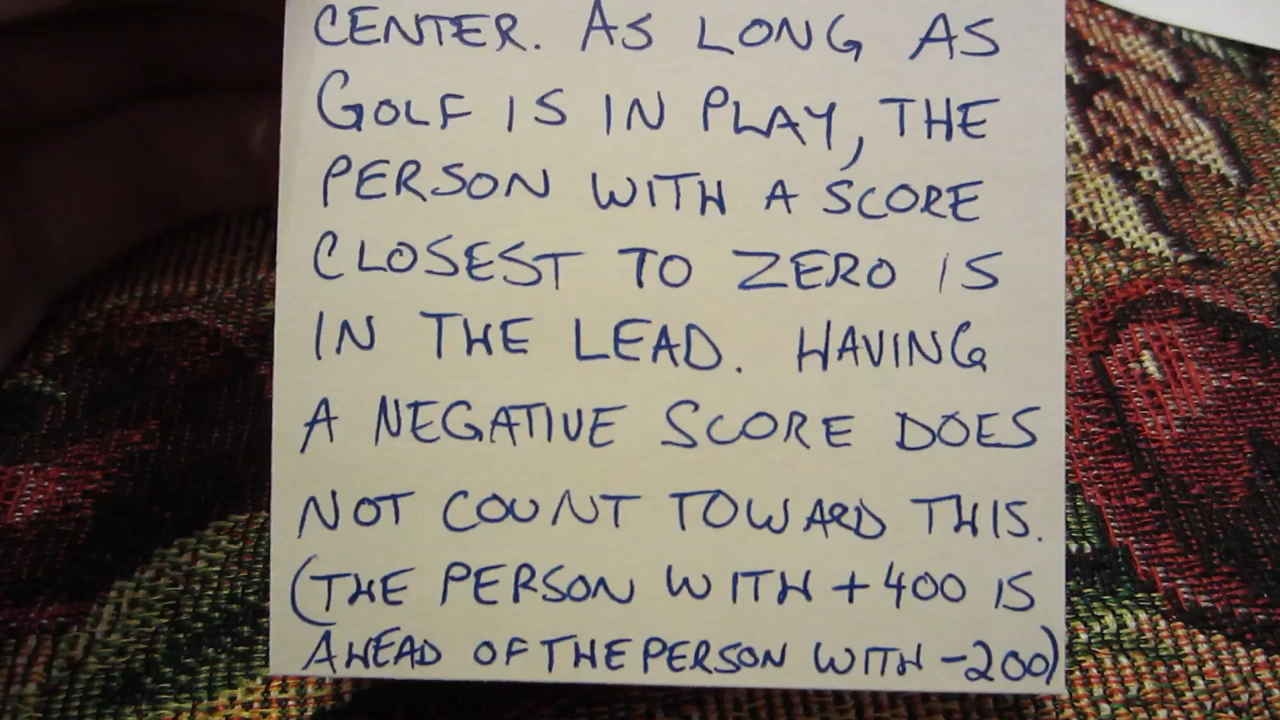 CENTER. AS LONG AS
GOLF IS IN PLAY, THE
PERSON WITH A SCORE
CLOSEST TO ZERO IS
IN THE LEAD. HAVING
A NEGATIVE SCORE DOES
NOT COUNT TOWARD THIS.
(THE PERSON WITH +400 IS
AHEAD OF THE PERSON WITH -200)